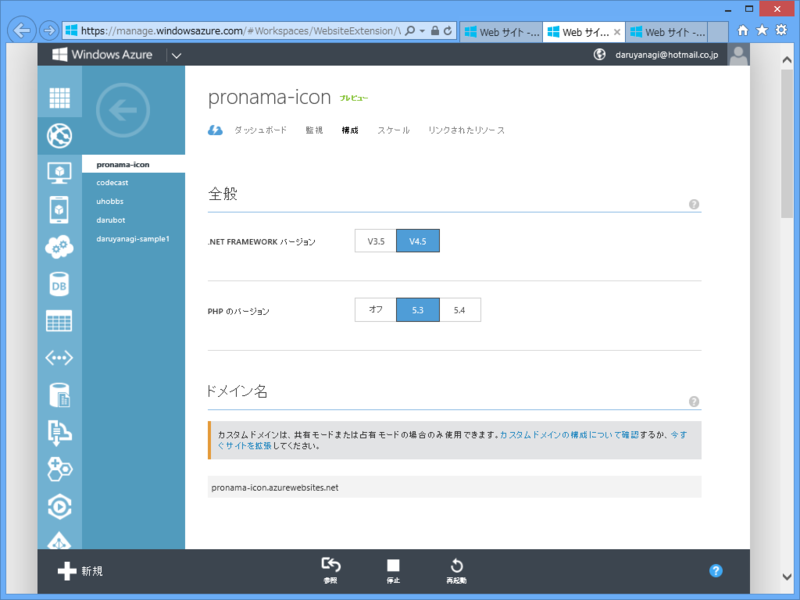 https://manage.windowsazure.com/#Workspaces/WebsiteExtension/\
Web サイト - ...
Web サイ...
Web サイト - ...
Windows Azure
daruyanagi@hotmail.co.jp
pronama-icon プレビュー
ダッシュボード 監視 構成 スケール リンクされたリソース
pronama-icon
codecast
uhobbs
darubot
daruyanagi-sample1
DB
全般
?
.NET FRAMEWORK バージョン V3.5 V4.5
PHP のバージョン オフ 5.3 5.4
ドメイン名
?
カスタム ドメインは、共有モードまたは占有モードの場合のみ使用できます。カスタム ドメインの構成について確認するか、今す
ぐサイトを拡張してください。
pronama-icon.azurewebsites.net
新規
参照
停止
再起動
?